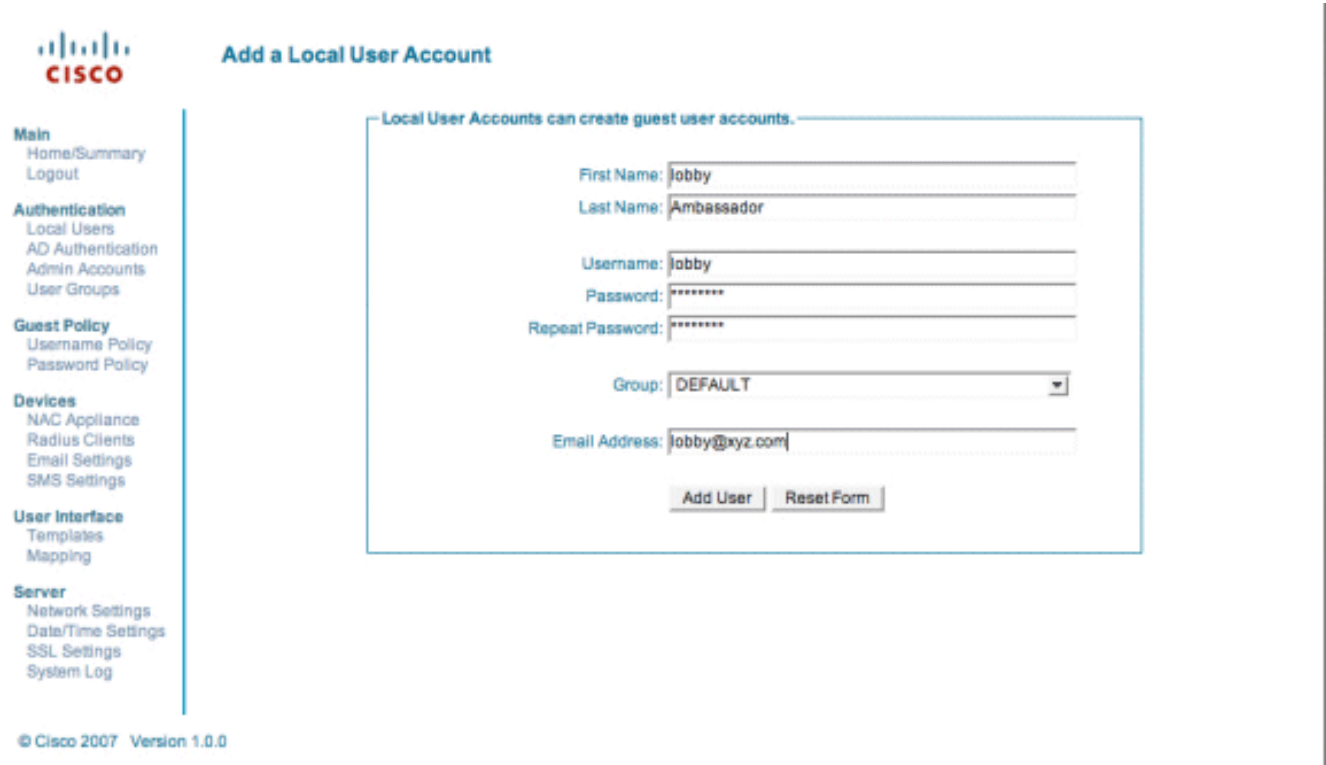 CISCO
Add a Local User Account
Main
Home/Summary
Logout
Authentication
Local Users
AD Authentication
Admin Accounts
User Groups
Guest Policy
Username Policy
Password Policy
Devices
NAC Appliance
Radius Clients
Email Settings
SMS Settings
User Interface
Templates
Mapping
Server
Network Settings
Date/Time Settings
SSL Settings
System Log
Local User Accounts can create guest user accounts.
First Name: lobby
Last Name: Ambassador
Username: lobby
Password: ********
Repeat Password: ********
Group: DEFAULT
Email Address: lobby@xyz.com
Add User Reset Form
© Cisco 2007 Version 1.0.0